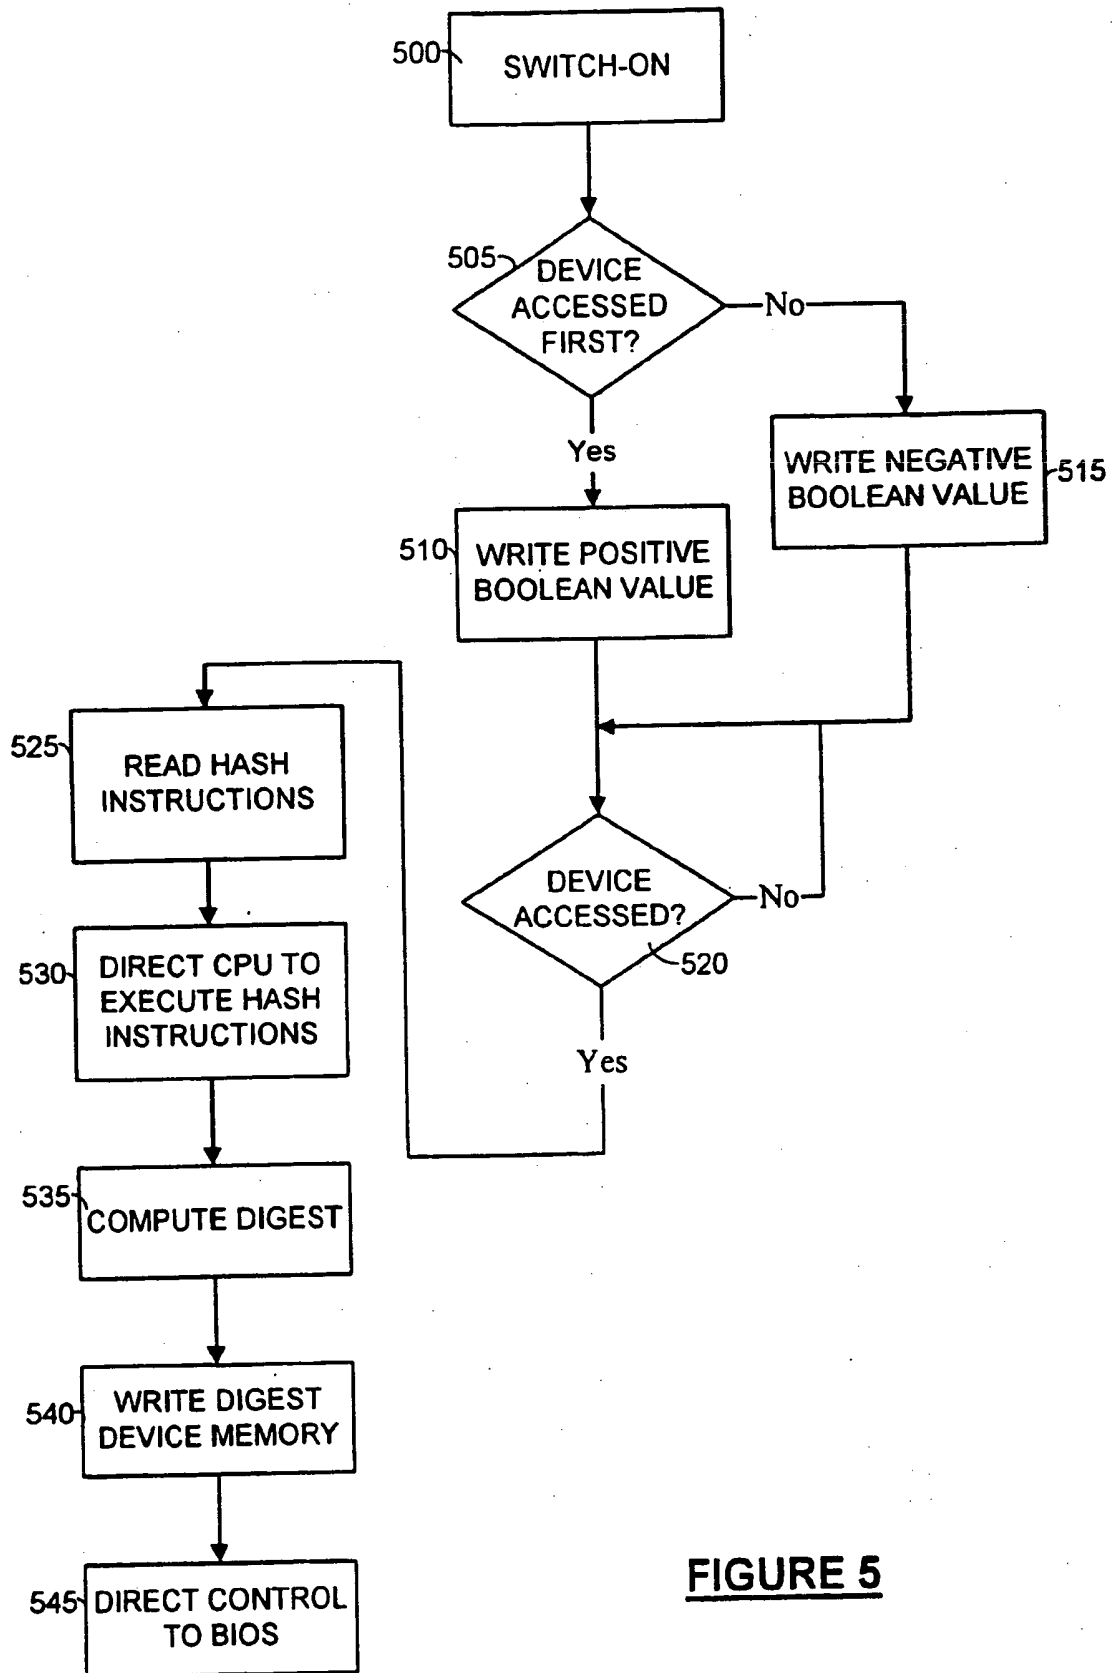 500
SWITCH-ON
505
DEVICE
ACCESSED
FIRST?
No
Yes
WRITE NEGATIVE
BOOLEAN VALUE
515
510
WRITE POSITIVE
BOOLEAN VALUE
525
READ HASH
INSTRUCTIONS
DEVICE
ACCESSED?
No
520
Yes
530
DIRECT CPU TO
EXECUTE HASH
INSTRUCTIONS
535
COMPUTE DIGEST
540
WRITE DIGEST
DEVICE MEMORY
545
DIRECT CONTROL
TO BIOS
FIGURE 5